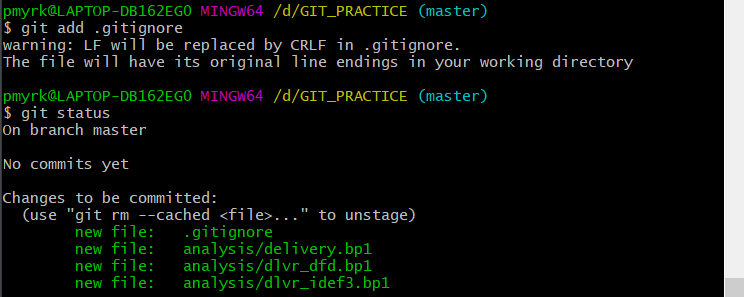 pmyrk@LAPTOP-DB162EGO MINGW64 /d/GIT_PRACTICE (master)
$ git add .gitignore
warning: LF will be replaced by CRLF in .gitignore.
The file will have its original line endings in your working directory
pmyrk@LAPTOP-DB162EGO MINGW64 /d/GIT_PRACTICE (master)
$ git status
On branch master
No commits yet
Changes to be committed:
  (use "git rm --cached <file>..." to unstage)
        new file:   .gitignore
        new file:   analysis/delivery.bp1
        new file:   analysis/dlvr_dfd.bp1
        new file:   analysis/dlvr_idef3.bp1